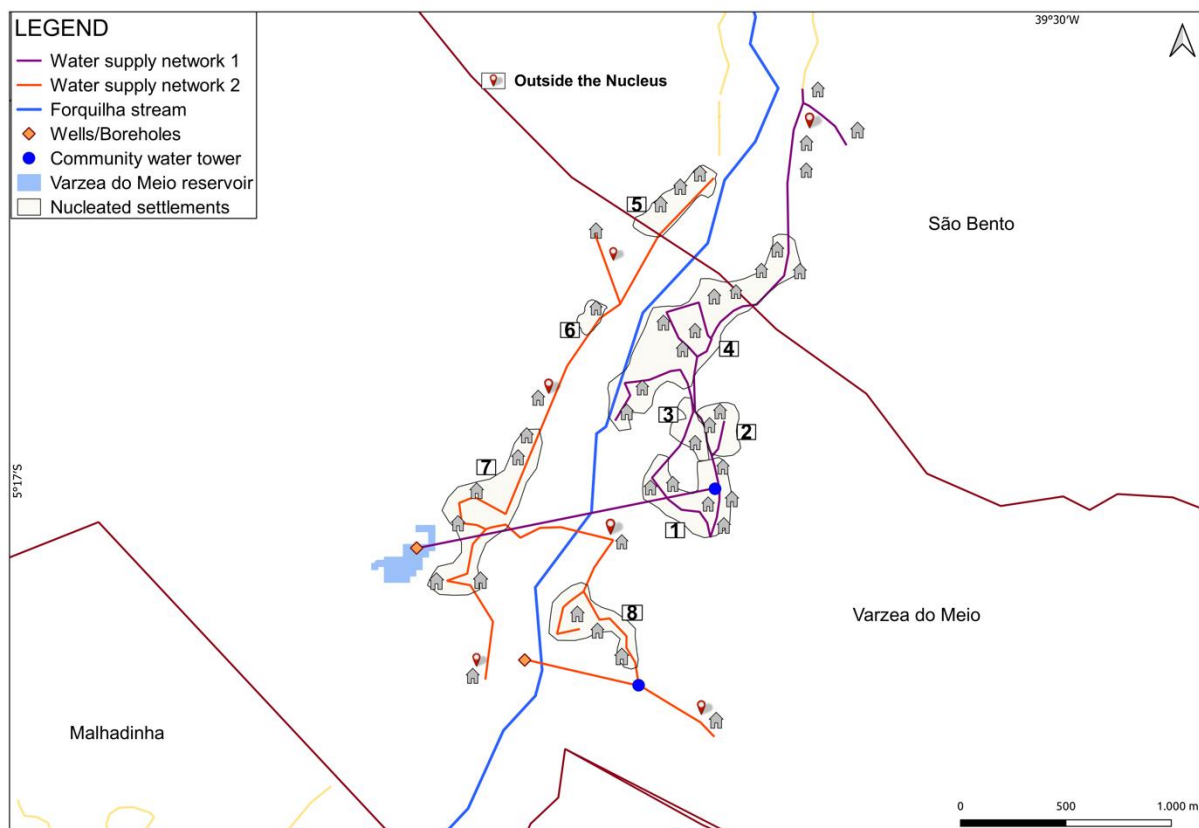 LEGEND
Water supply network 1
Water supply network 2
Forquilha stream
Wells/Boreholes
Community water tower
Varzea do Meio reservoir
Nucleated settlements
Outside the Nucleus
39°30'W
5
São Bento
6
4
3
2
7
5°17'S
1
8
Varzea do Meio
Malhadinha
0 500 1.000 m